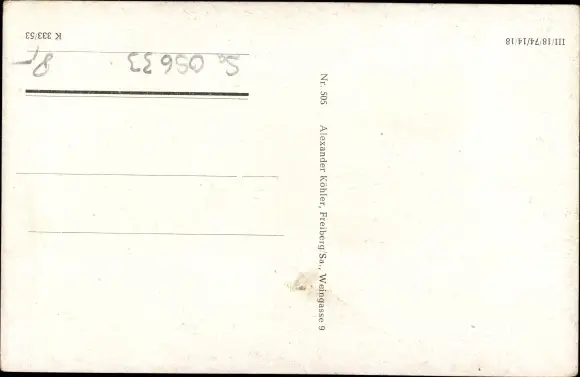 III/18/74/14/18
K 333/53
Sa 05633
8,-
Nr. 505 Alexander Köhler, Freiberg/Sa., Weingasse 9